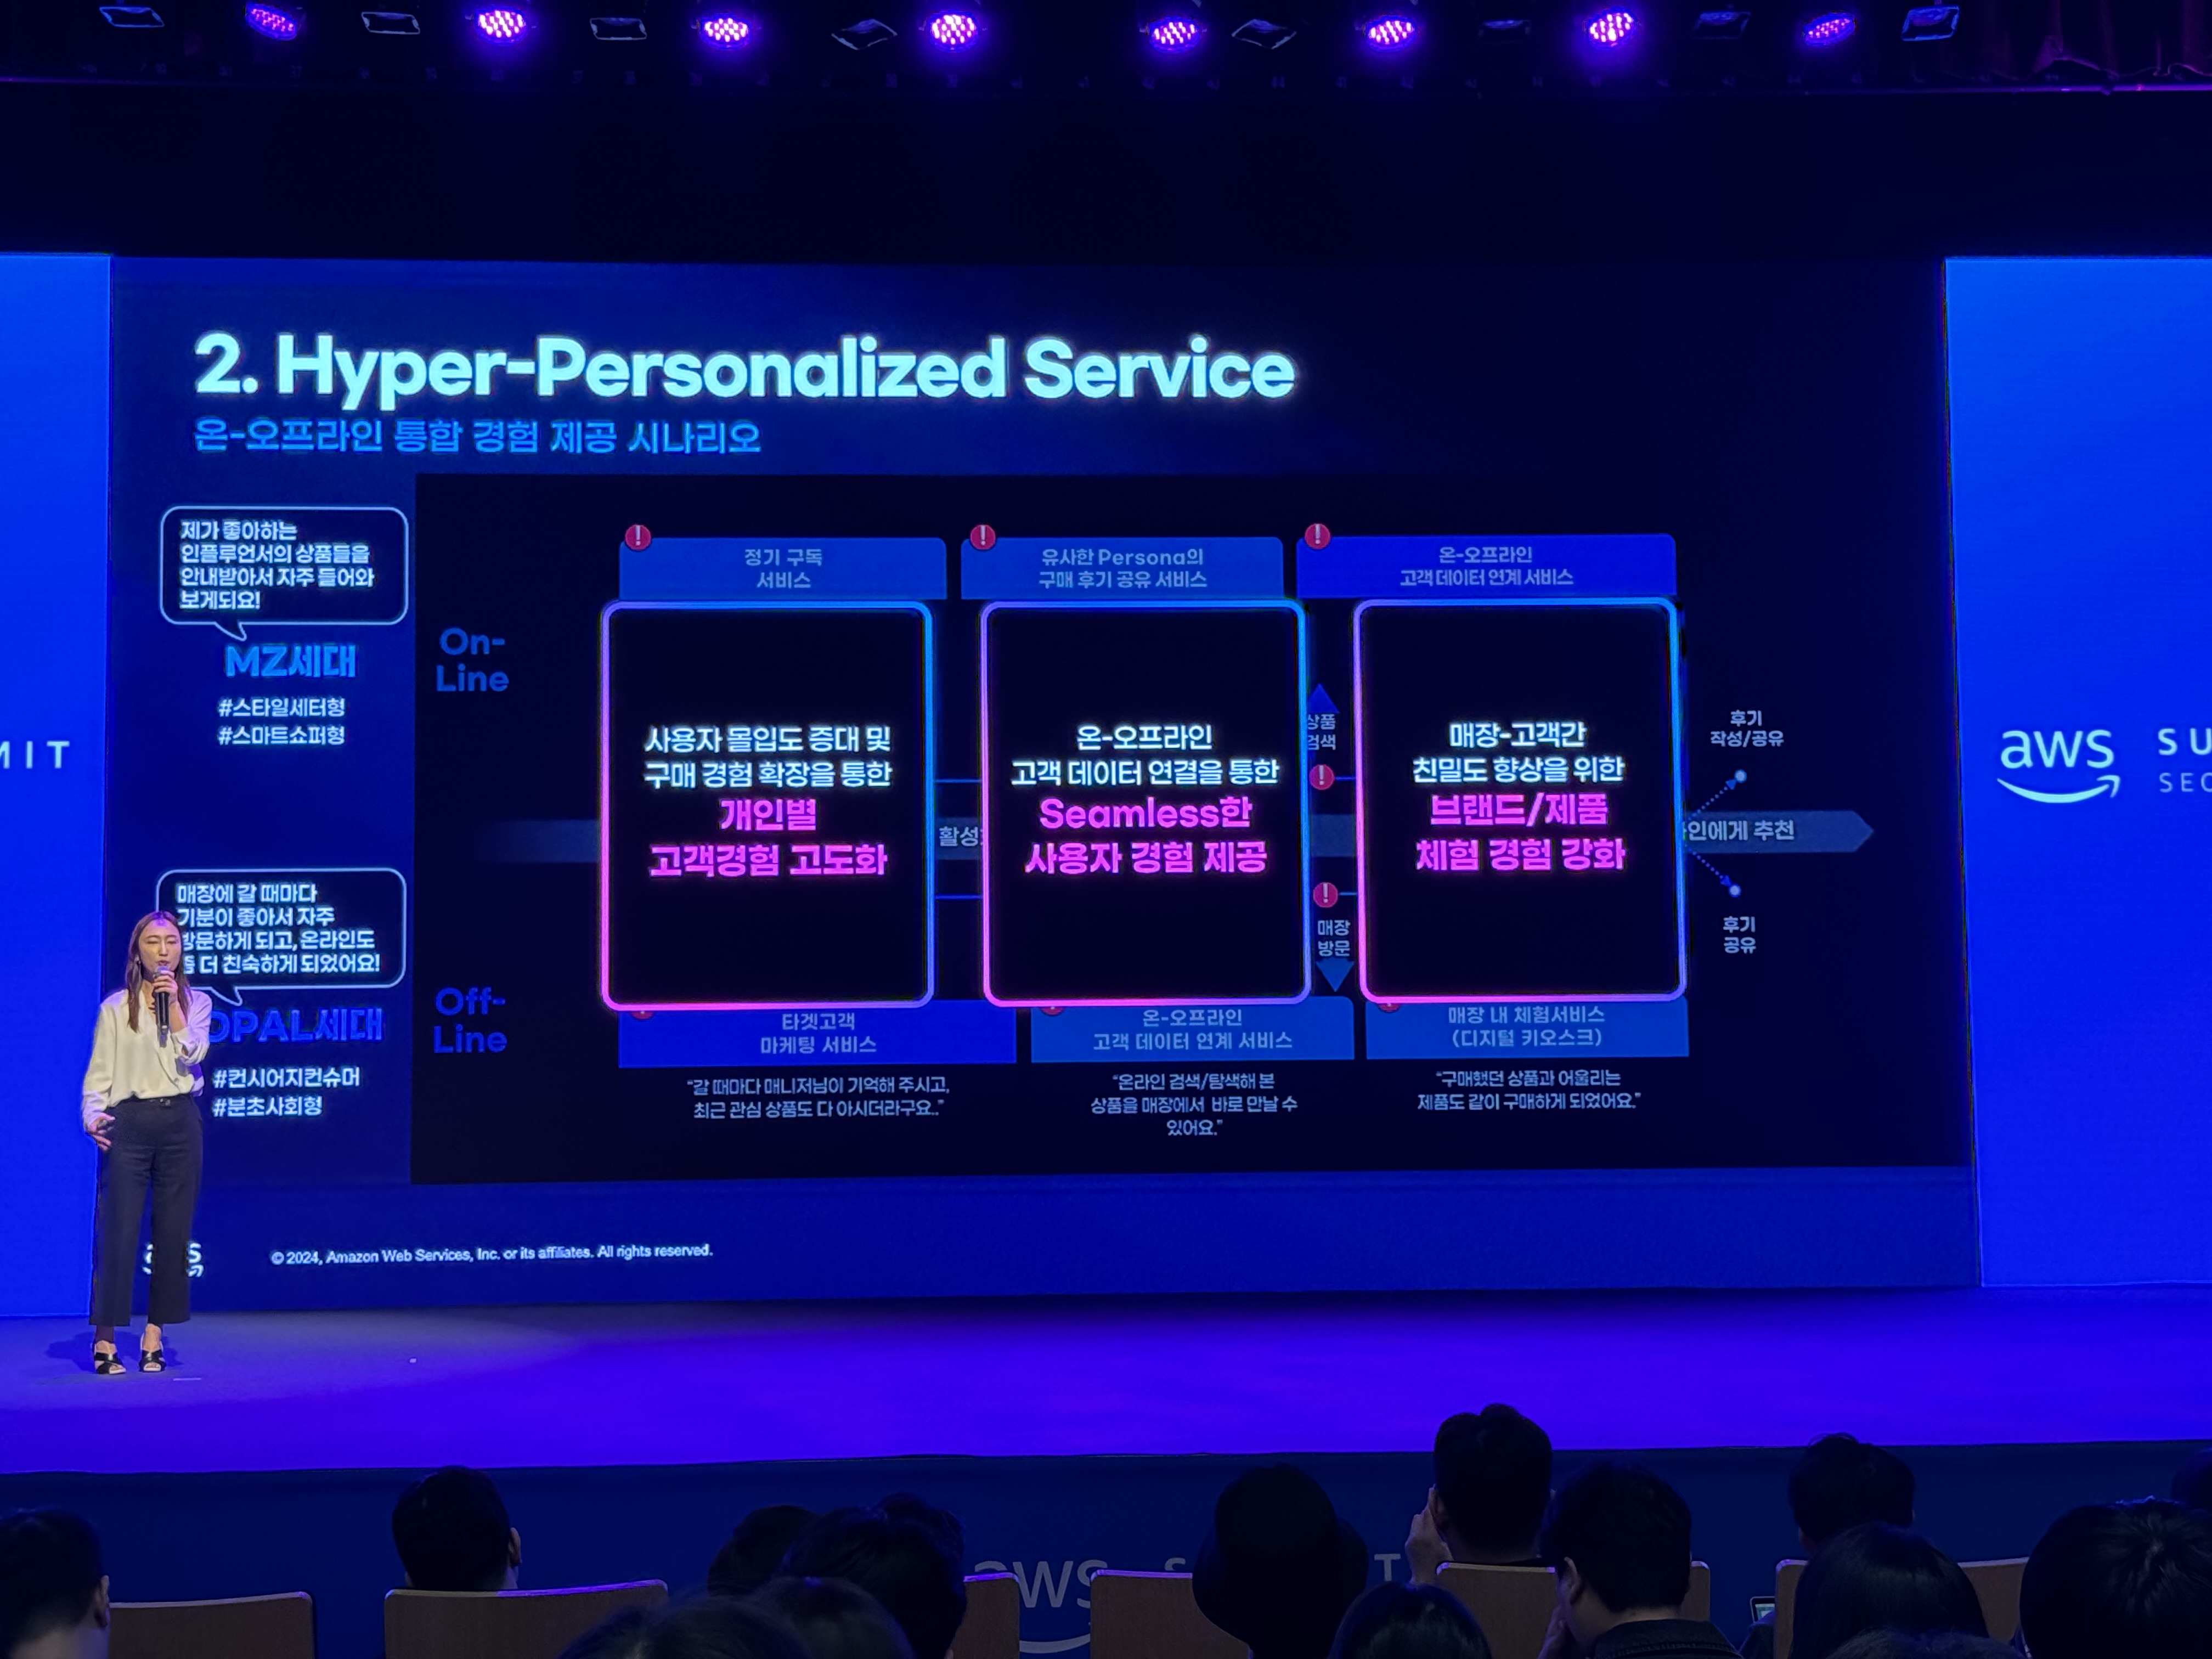 2. Hyper-Personalized Service
온-오프라인 통합 경험 제공 시나리오
제가 좋아하는
인플루언서의 상품들을
안내받아서 자주 들어와
보게되요!
MZ세대
#스타일세터형
#스마트쇼퍼형
매장에 갈 때마다
기분이 좋아서 자주
방문하게 되고, 온라인도
더 친숙하게 되었어요!
OPAL세대
#컨시어지컨슈머
#분초사회형
On-
Line
Off-
Line
정기 구독
서비스
유사한 Persona의
구매 후기 공유 서비스
온-오프라인
고객 데이터 연계 서비스
사용자 몰입도 증대 및
구매 경험 확장을 통한
개인별
고객경험 고도화
온-오프라인
고객 데이터 연결을 통한
Seamless한
사용자 경험 제공
매장-고객간
친밀도 향상을 위한
브랜드/제품
체험 경험 강화
활성
상품
검색
매장
방문
인에게 추천
후기
작성/공유
후기
공유
타겟고객
마케팅 서비스
온-오프라인
고객 데이터 연계 서비스
매장 내 체험서비스
(디지털 키오스크)
"갈 때마다 매니저님이 기억해 주시고,
최근 관심 상품도 다 아시더라구요.."
"온라인 검색/탐색해 본
상품을 매장에서 바로 만날 수
있어요."
"구매했던 상품과 어울리는
제품도 같이 구매하게 되었어요."
aws
© 2024, Amazon Web Services, Inc. or its affiliates. All rights reserved.
MIT
aws SU
SEO
aws S T